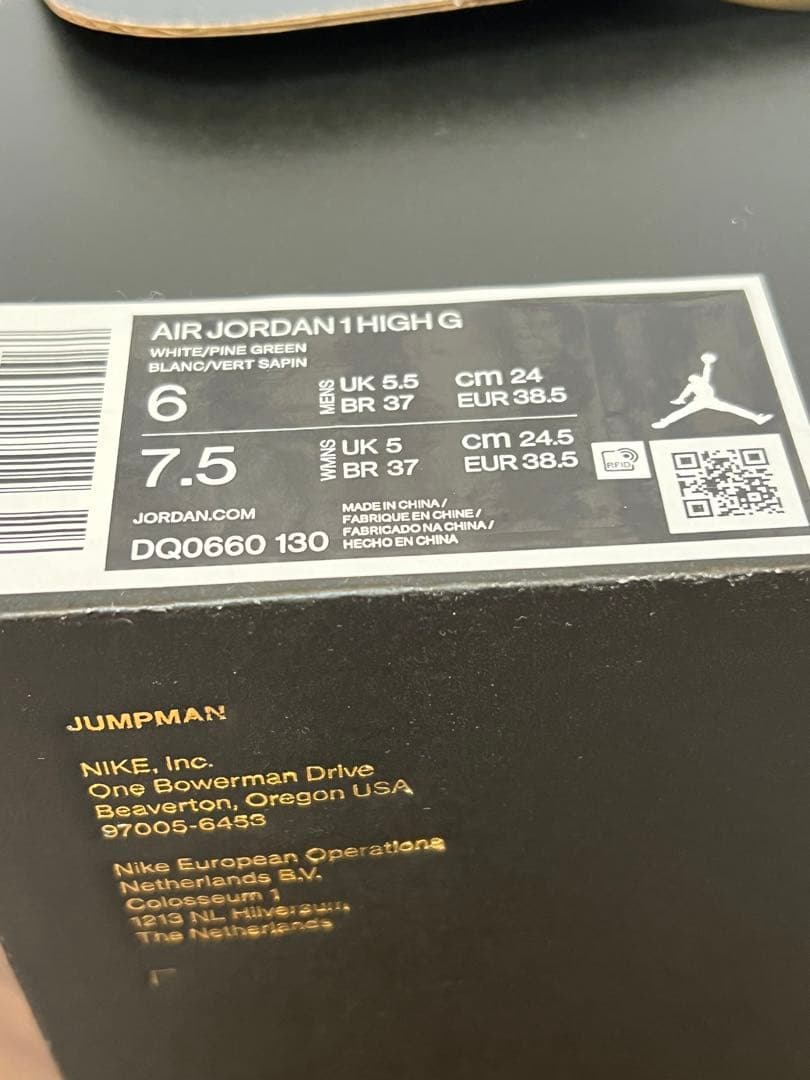 AIR JORDAN 1 HIGH G
WHITE/PINE GREEN
BLANC/VERT SAPIN
6 MENS UK 5.5 cm 24
BR 37 EUR 38.5
7.5 WMNS UK 5 cm 24.5
BR 37 EUR 38.5
RFID
JORDAN.COM
DQ0660 130
MADE IN CHINA /
FABRIQUE EN CHINE /
FABRICADO NA CHINA /
HECHO EN CHINA
JUMPMAN
NIKE, Inc.
One Bowerman Drive
Beaverton, Oregon USA
97005-6453
Nike European Operations
Netherlands B.V.
Colosseum 1
1213 NL Hilversum,
The Netherlands